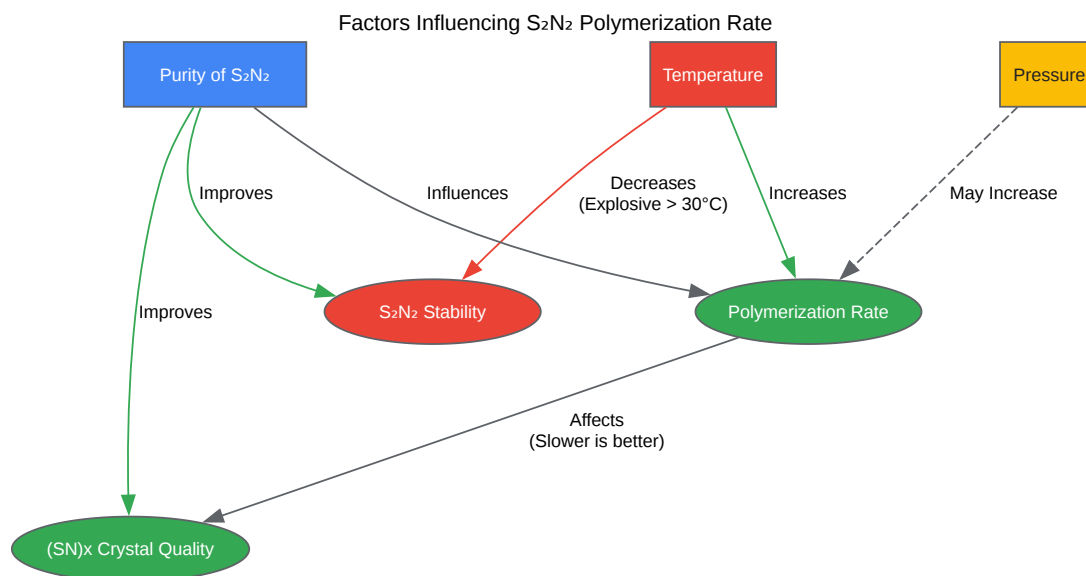 Factors Influencing S₂N₂ Polymerization Rate
Purity of S₂N₂
Temperature
Pressure
Improves
Influences
Decreases
(Explosive > 30°C)
Increases
May Increase
Improves
S₂N₂ Stability
Polymerization Rate
Affects
(Slower is better)
(SN)x Crystal Quality